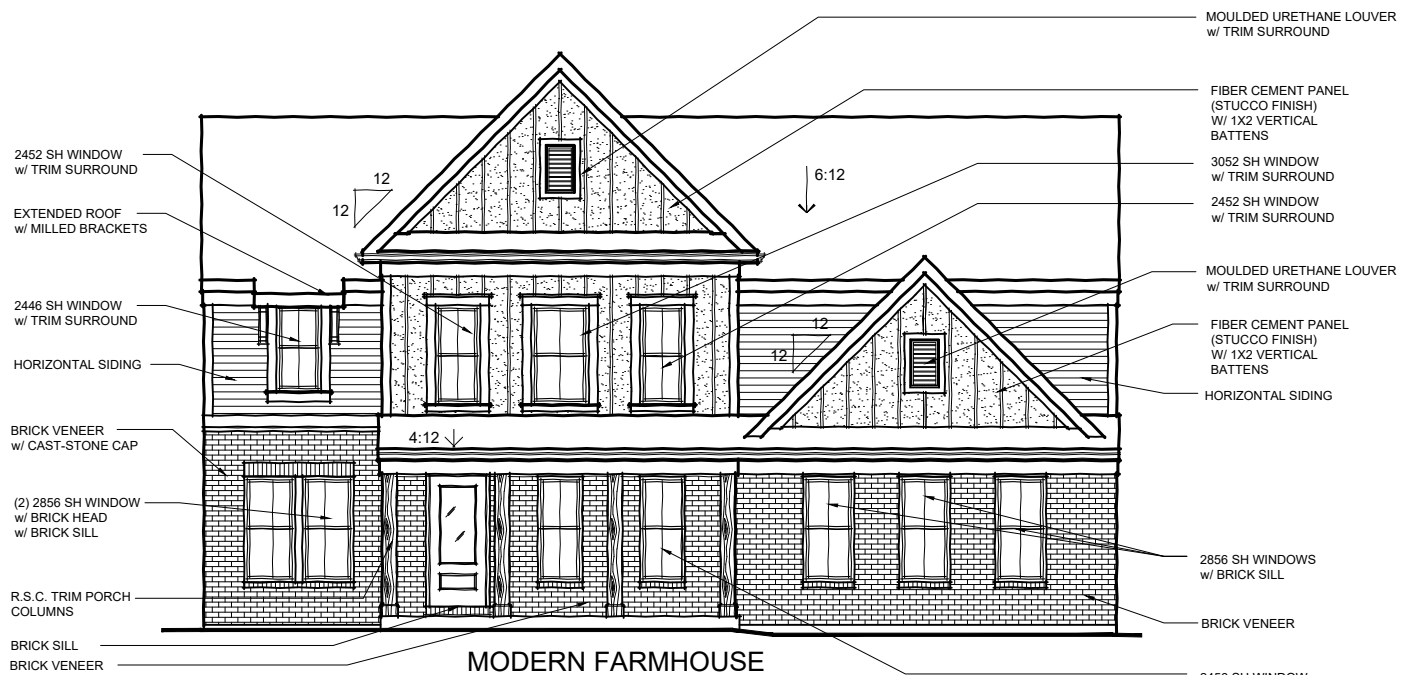 MOULDED URETHANE LOUVER
w/ TRIM SURROUND
FIBER CEMENT PANEL
(STUCCO FINISH)
W/ 1X2 VERTICAL
BATTENS
2452 SH WINDOW
w/ TRIM SURROUND
3052 SH WINDOW
w/ TRIM SURROUND
12
12
6:12
EXTENDED ROOF
w/ MILLED BRACKETS
2452 SH WINDOW
w/ TRIM SURROUND
MOULDED URETHANE LOUVER
w/ TRIM SURROUND
2446 SH WINDOW
w/ TRIM SURROUND
12
12
FIBER CEMENT PANEL
(STUCCO FINISH)
W/ 1X2 VERTICAL
BATTENS
HORIZONTAL SIDING
HORIZONTAL SIDING
BRICK VENEER
w/ CAST-STONE CAP
4:12
(2) 2856 SH WINDOW
w/ BRICK HEAD
w/ BRICK SILL
2856 SH WINDOWS
w/ BRICK SILL
R.S.C. TRIM PORCH
COLUMNS
BRICK VENEER
BRICK SILL
BRICK VENEER
MODERN FARMHOUSE
SH WINDOW